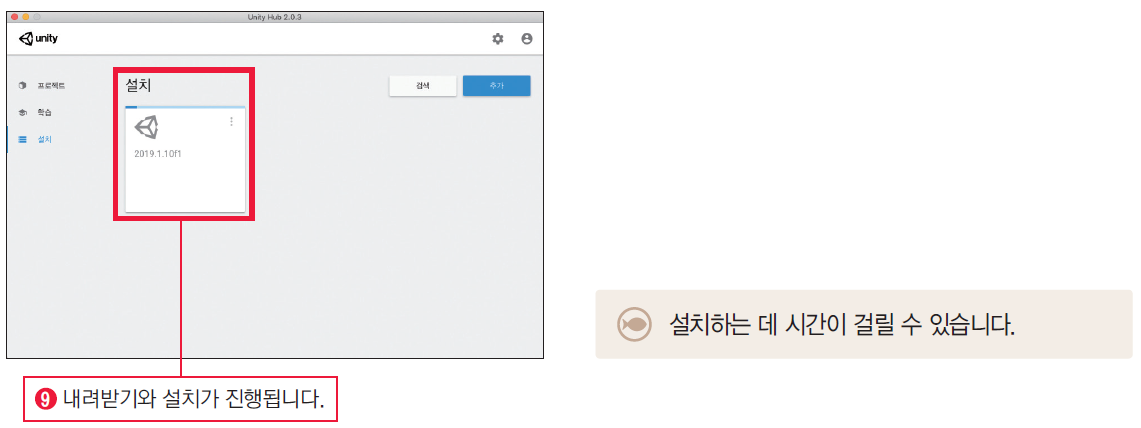 Unity Hub 2.0.3
unity
프로젝트
학습
설치
설치
검색
추가
2019.1.10f1
설치하는 데 시간이 걸릴 수 있습니다.
9 내려받기와 설치가 진행됩니다.